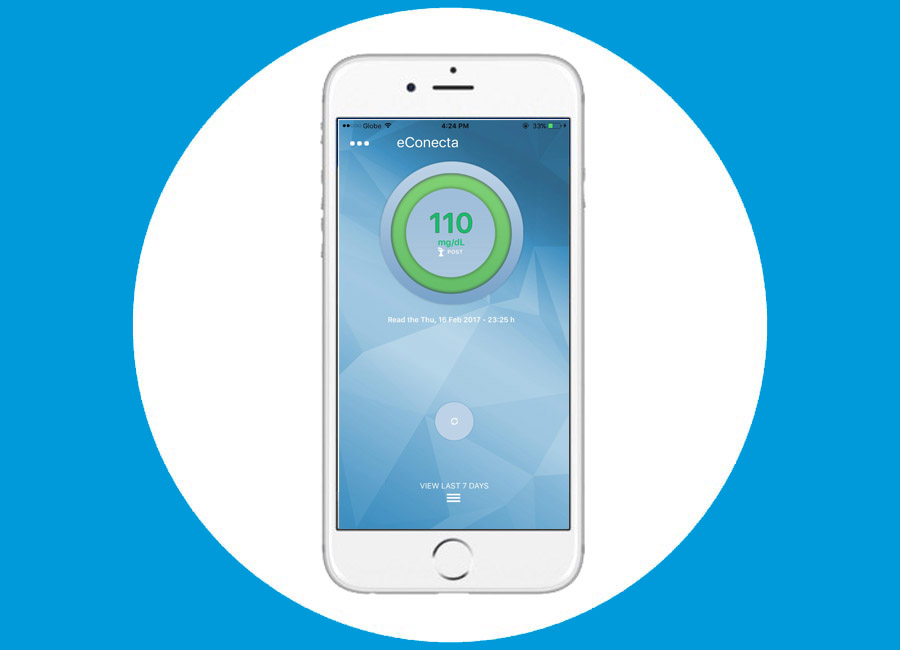 Globe 4:24 PM 33%
eConecta
110
mg/dL
POST
Read the Thu, 16 Feb 2017 - 23:25 h
VIEW LAST 7 DAYS